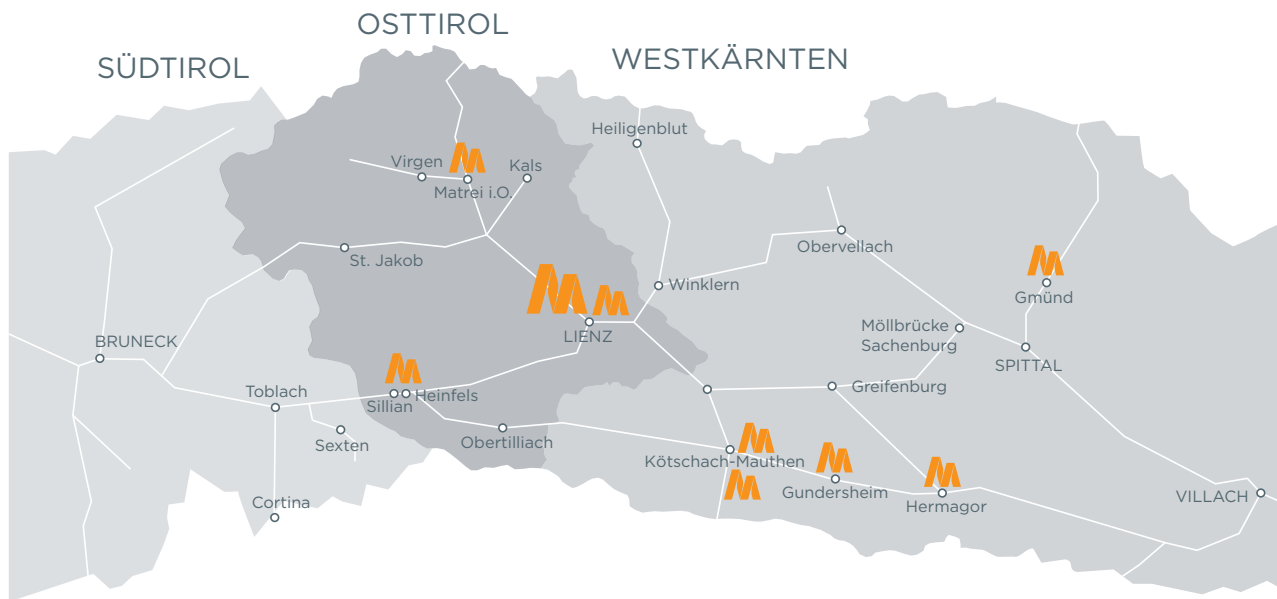 OSTTIROL
SÜDTIROL
WESTKÄRNTEN
Heiligenblut
Virgen
Kals
Matrei i.O.
St. Jakob
Obervellach
Winklern
Gmünd
LIENZ
Möllbrücke
Sachenburg
BRUNECK
SPITTAL
Toblach
Sillian
Heinfels
Greifenburg
Sexten
Obertilliach
Kötschach-Mauthen
Gundersheim
Hermagor
VILLACH
Cortina